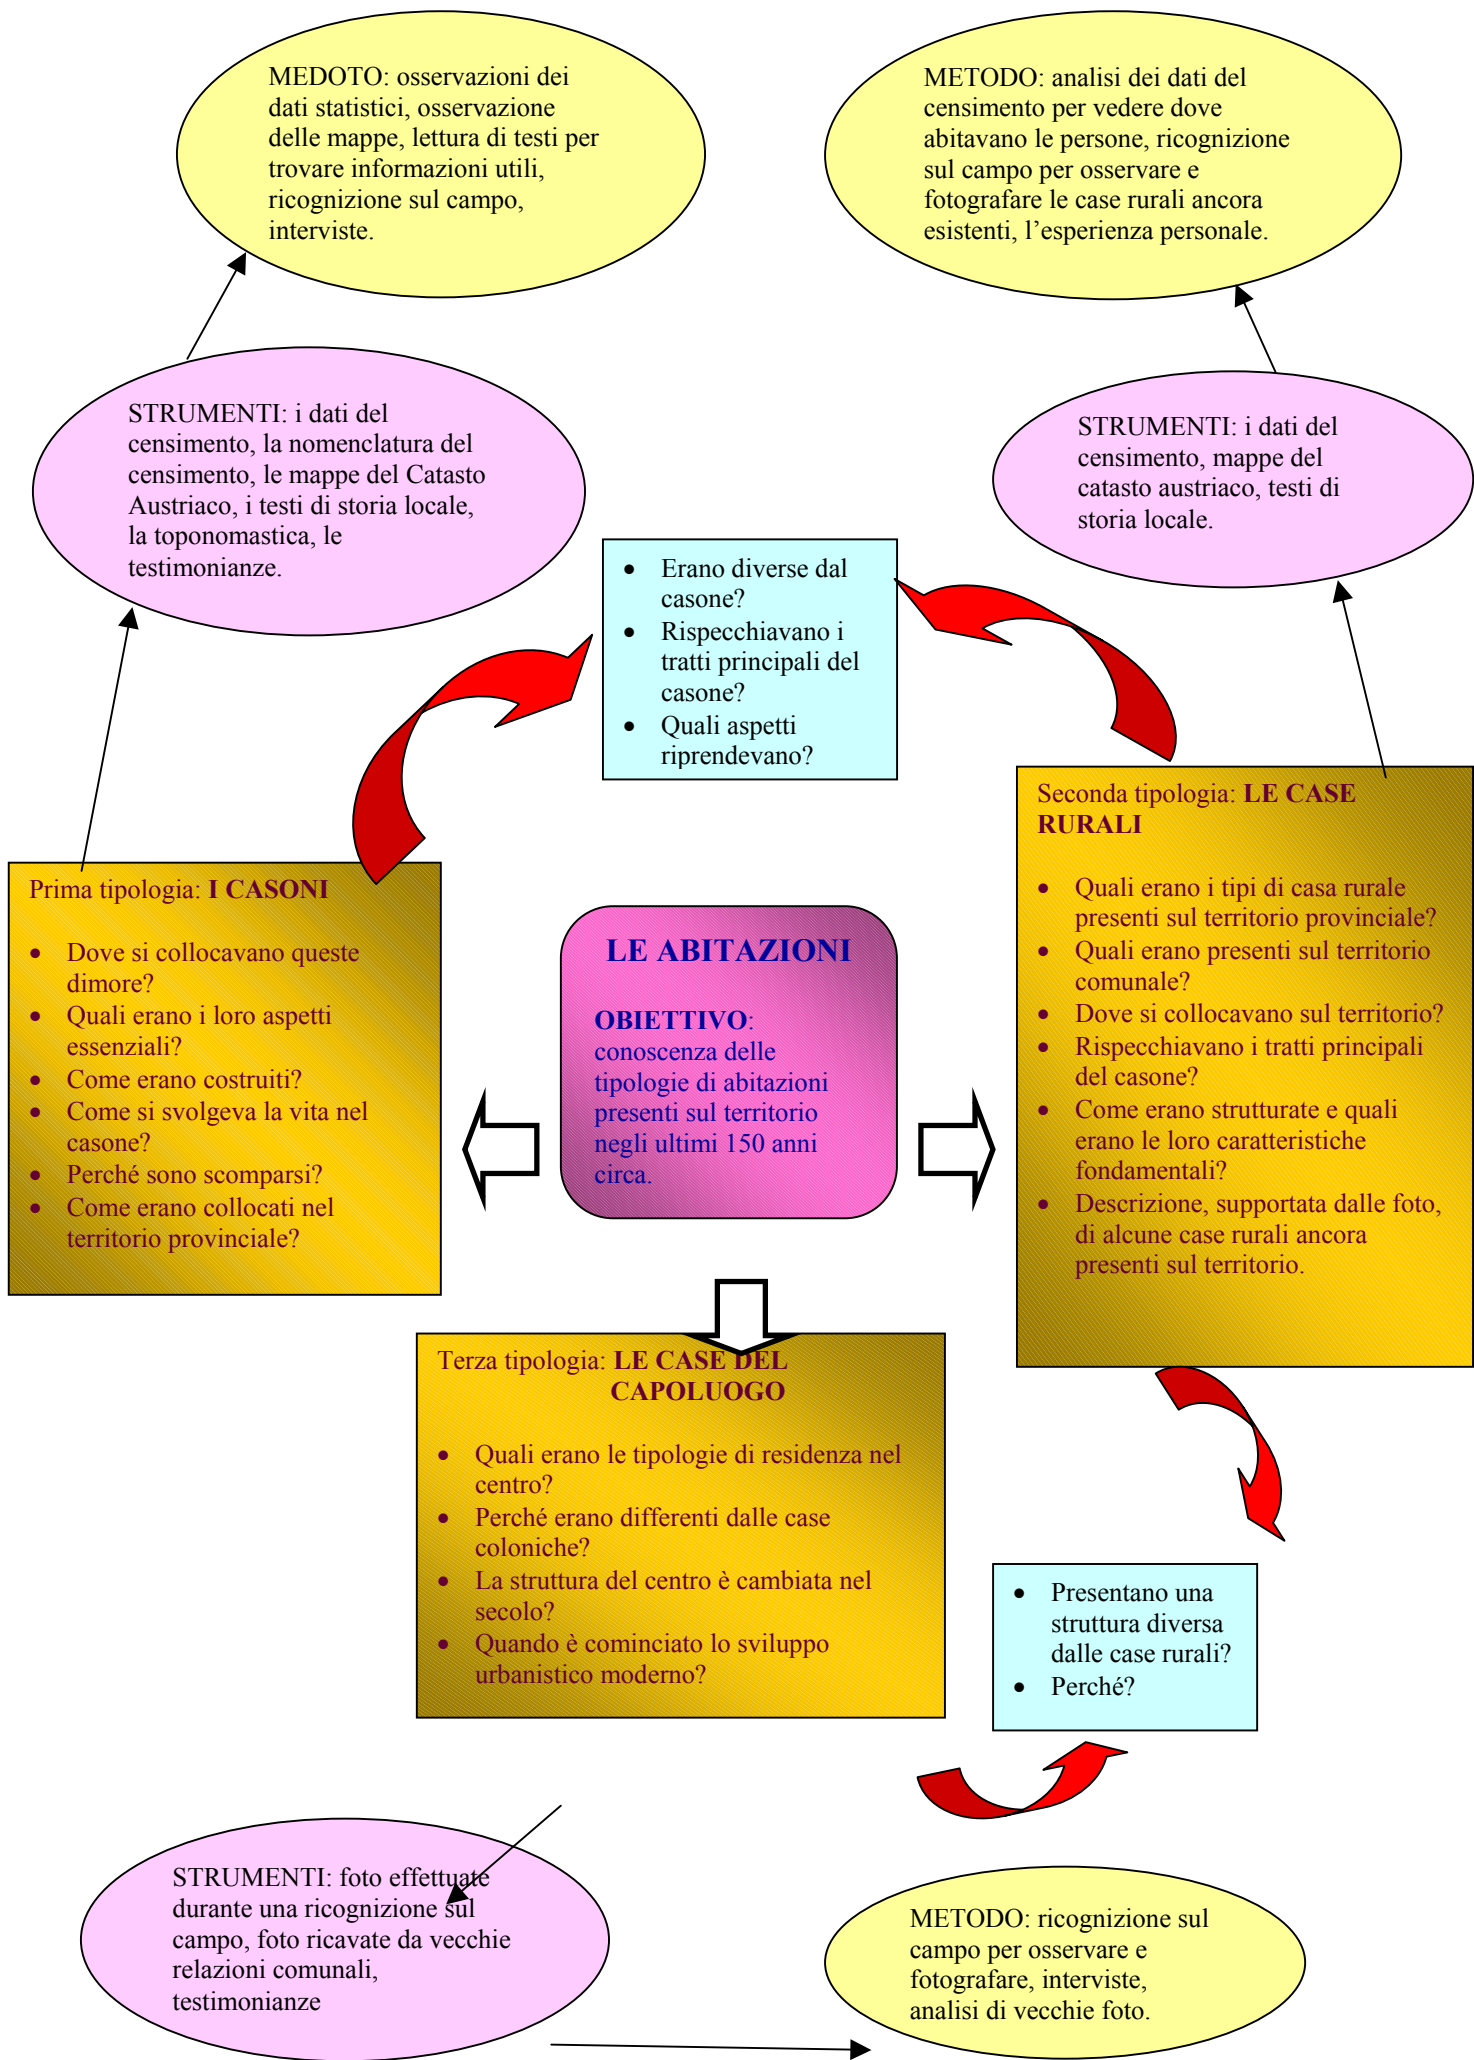 MEDOTO: osservazioni dei
dati statistici, osservazione
delle mappe, lettura di testi per
trovare informazioni utili,
ricognizione sul campo,
interviste.
METODO: analisi dei dati del
censimento per vedere dove
abitavano le persone, ricognizione
sul campo per osservare e
fotografare le case rurali ancora
esistenti, l’esperienza personale.
STRUMENTI: i dati del
censimento, la nomenclatura del
censimento, le mappe del Catasto
Austriaco, i testi di storia locale,
la toponomastica, le
testimonianze.
STRUMENTI: i dati del
censimento, mappe del
catasto austriaco, testi di
storia locale.
• Erano diverse dal
casone?
• Rispecchiavano i
tratti principali del
casone?
• Quali aspetti
riprendevano?
Prima tipologia: I CASONI
• Dove si collocavano queste
dimore?
• Quali erano i loro aspetti
essenziali?
• Come erano costruiti?
• Come si svolgeva la vita nel
casone?
• Perché sono scomparsi?
• Come erano collocati nel
territorio provinciale?
LE ABITAZIONI
OBIETTIVO:
conoscenza delle
tipologie di abitazioni
presenti sul territorio
negli ultimi 150 anni
circa.
Seconda tipologia: LE CASE
RURALI
• Quali erano i tipi di casa rurale
presenti sul territorio provinciale?
• Quali erano presenti sul territorio
comunale?
• Dove si collocavano sul territorio?
• Rispecchiavano i tratti principali
del casone?
• Come erano strutturate e quali
erano le loro caratteristiche
fondamentali?
• Descrizione, supportata dalle foto,
di alcune case rurali ancora
presenti sul territorio.
Terza tipologia: LE CASE DEL
CAPOLUOGO
• Quali erano le tipologie di residenza nel
centro?
• Perché erano differenti dalle case
coloniche?
• La struttura del centro è cambiata nel
secolo?
• Quando è cominciato lo sviluppo
urbanistico moderno?
• Presentano una
struttura diversa
dalle case rurali?
• Perché?
STRUMENTI: foto effettuate
durante una ricognizione sul
campo, foto ricavate da vecchie
relazioni comunali,
testimonianze
METODO: ricognizione sul
campo per osservare e
fotografare, interviste,
analisi di vecchie foto.